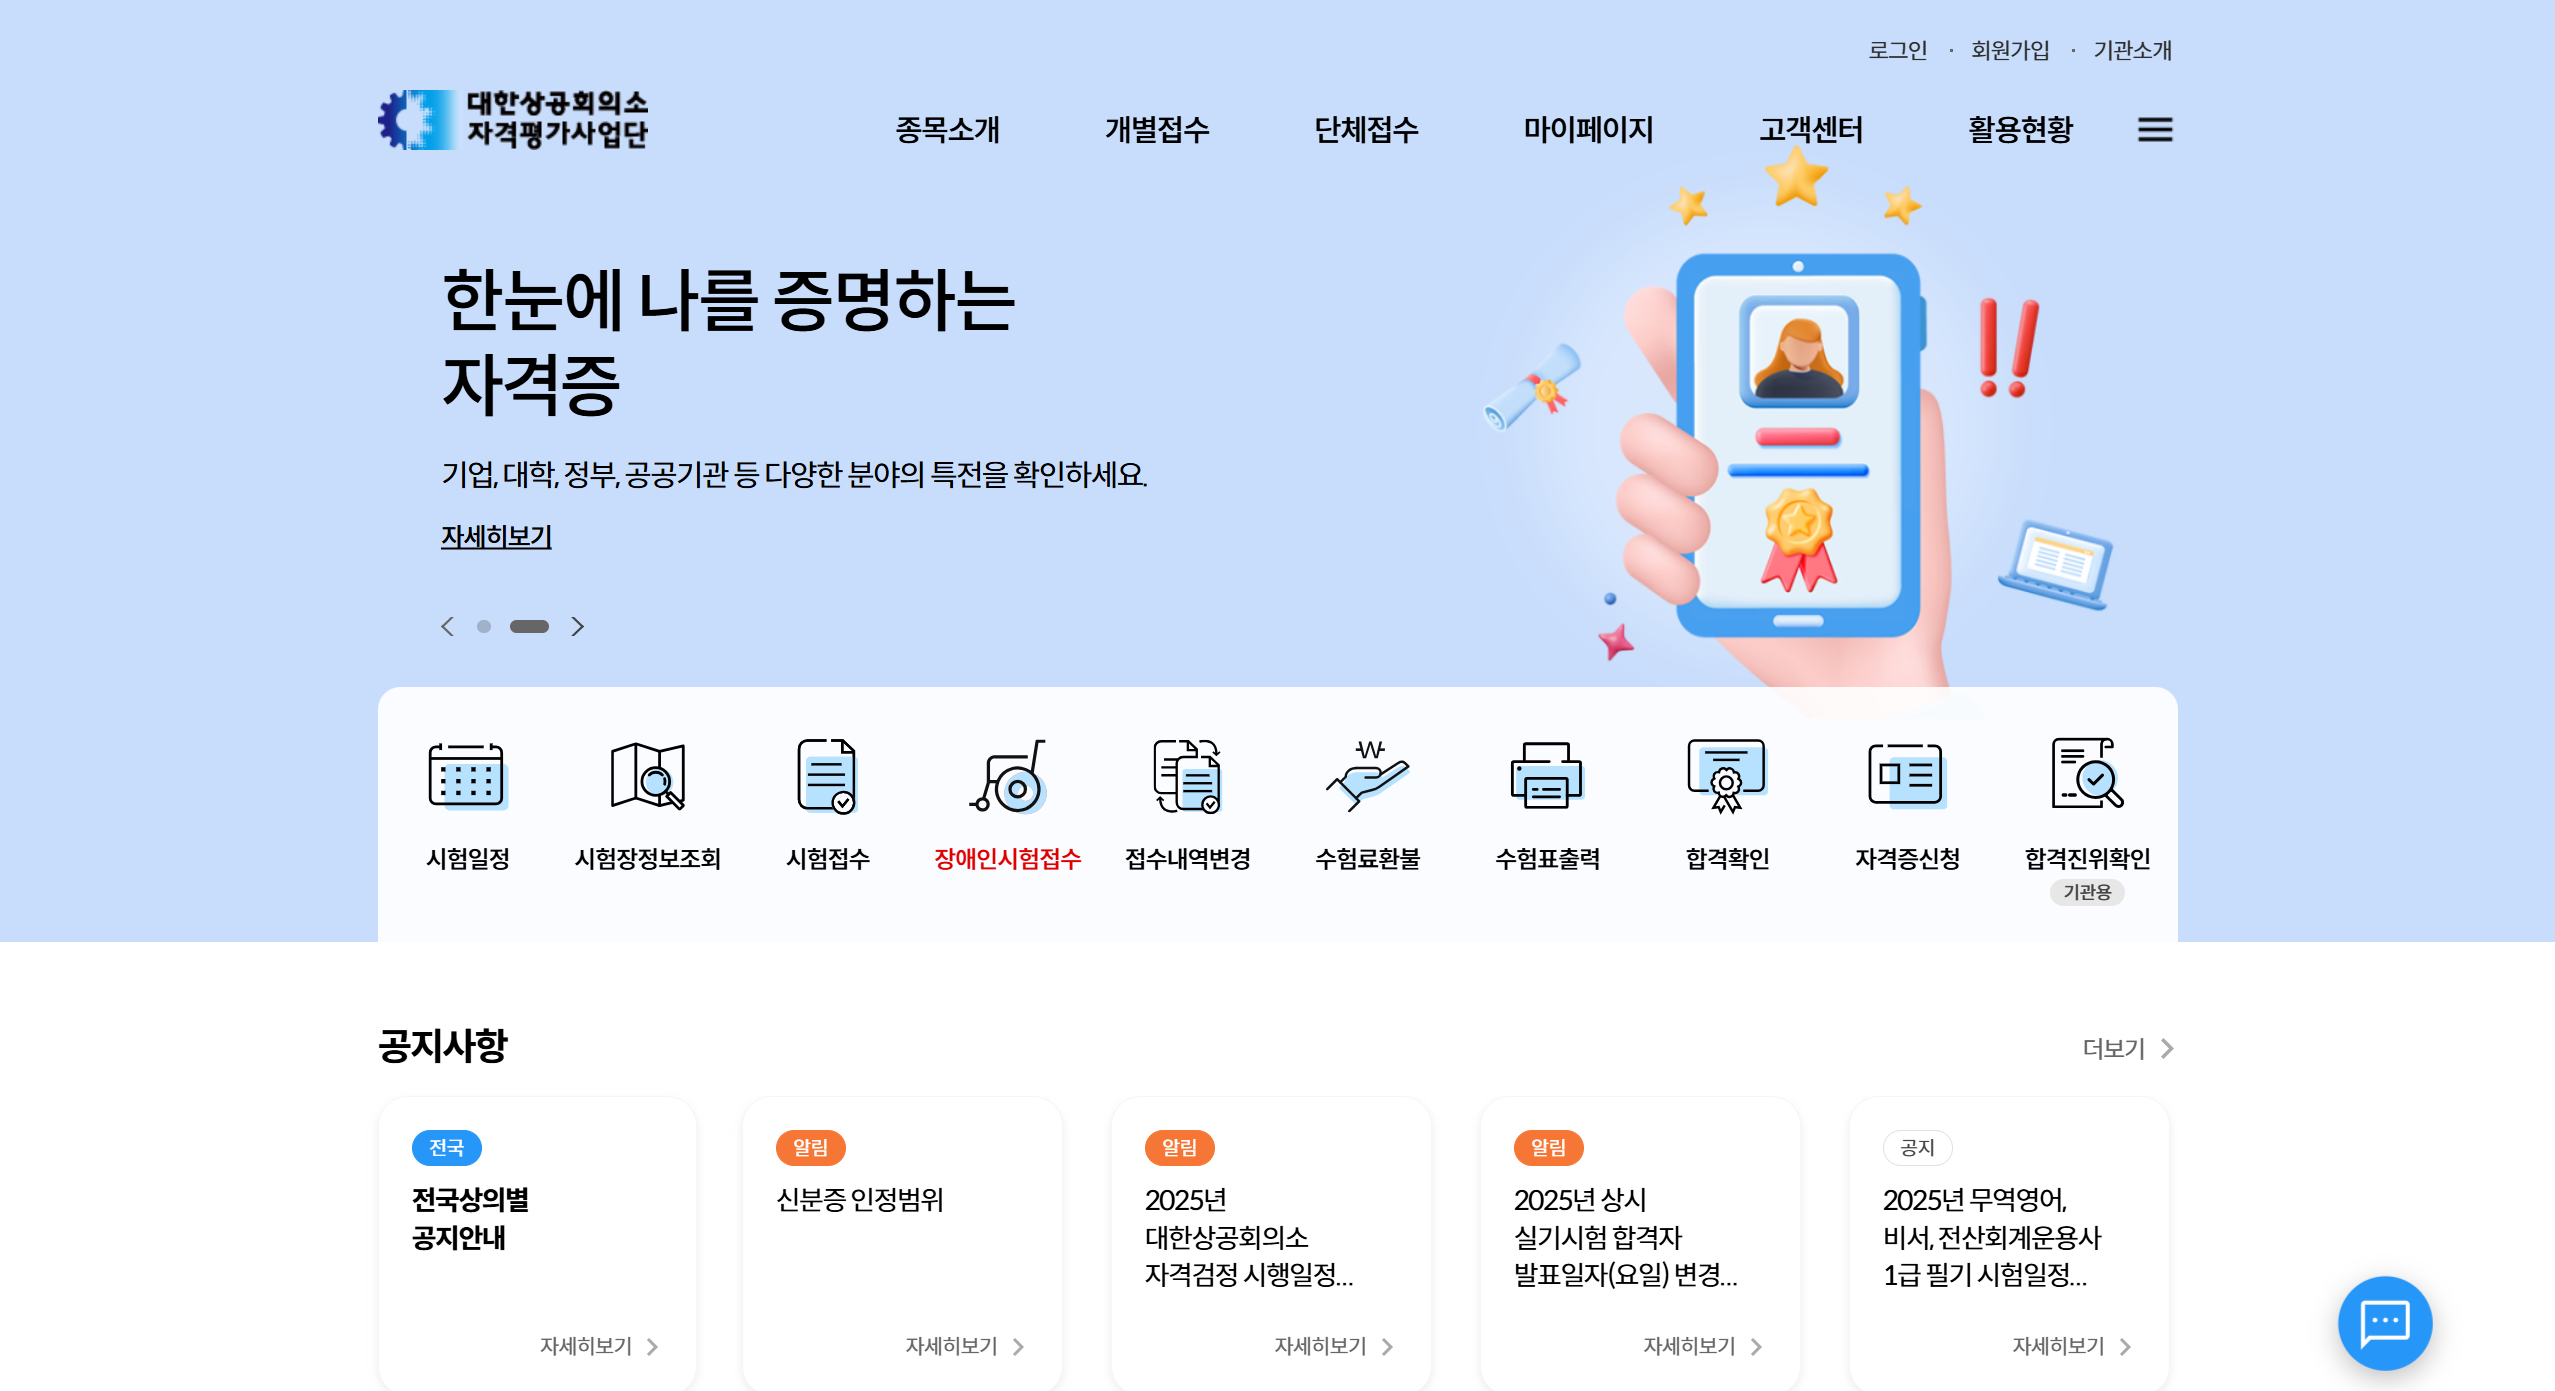 로그인 · 회원가입 · 기관소개
대한상공회의소
자격평가사업단
종목소개 개별접수 단체접수 마이페이지 고객센터 활용현황
한눈에 나를 증명하는
자격증
기업, 대학, 정부, 공공기관 등 다양한 분야의 특전을 확인하세요.
자세히보기
시험일정 시험장정보조회 시험접수 장애인시험접수 접수내역변경 수험료환불 수험표출력 합격확인 자격증신청 합격진위확인
기관용
공지사항
더보기
전국
전국상의별
공지안내
자세히보기
알림
신분증 인정범위
자세히보기
알림
2025년
대한상공회의소
자격검정 시행일정...
자세히보기
알림
2025년 상시
실기시험 합격자
발표일자(요일) 변경...
자세히보기
공지
2025년 무역영어,
비서, 전산회계운용사
1급 필기 시험일정...
자세히보기